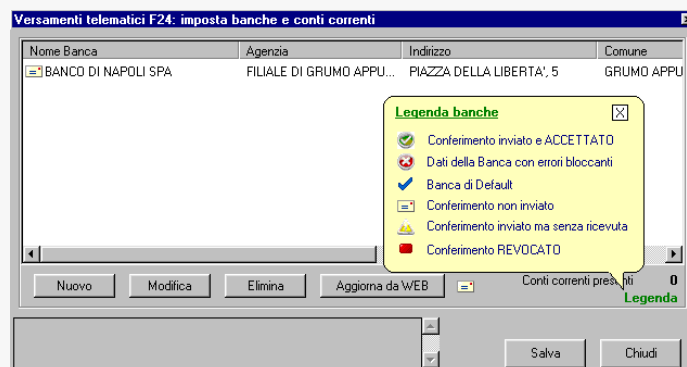 Versamenti telematici F24: imposta banche e conti correnti
Nome Banca Agenzia Indirizzo Comune
BANCO DI NAPOLI SPA FILIALE DI GRUMO APPU... PIAZZA DELLA LIBERTA', 5 GRUMO APPU
Legenda banche
Conferimento inviato e ACCETTATO
Dati della Banca con errori bloccanti
Banca di Default
Conferimento non inviato
Conferimento inviato ma senza ricevuta
Conferimento REVOCATO
Nuovo Modifica Elimina Aggiorna da WEB Conti correnti presenti 0
Legenda
Salva Chiudi